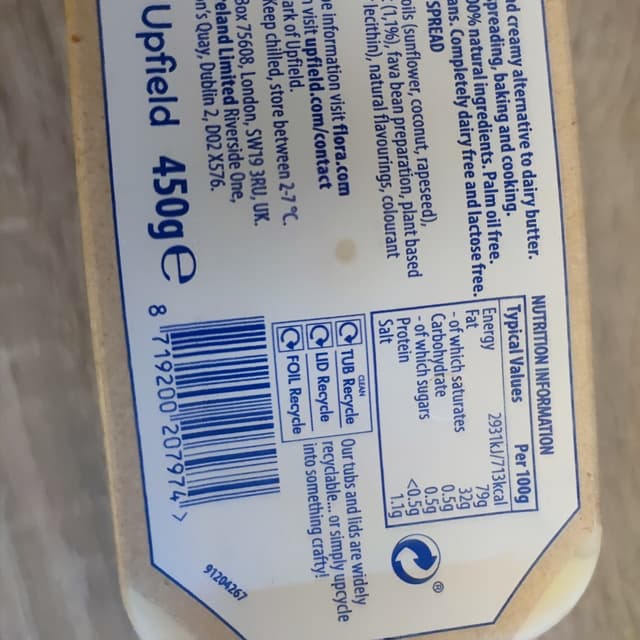 creamy alternative to dairy butter.
spreading, baking and cooking.
natural ingredients. Palm oil free.
Completely dairy free and lactose free.
SPREAD
oils (sunflower, coconut, rapeseed),
(1,1%), fava bean preparation, plant based
lecithin), natural flavourings, colourant
information visit flora.com
visit upfield.com/contact
of Upfield.
Keep chilled, store between 2-7 °C.
Box 75608, London, SW19 3RU, UK.
Limited Riverside One,
Quay, Dublin 2, D02 X576.
Upfield 450g e
NUTRITION INFORMATION
Typical Values Per 100g
Energy 2931kJ/713kcal
Fat 79g
- of which saturates 32g
Carbohydrate 0.5g
- of which sugars 0.5g
Protein <0.5g
Salt 1.1g
CLEAN
TUB Recycle
LID Recycle
FOIL Recycle
Our tubs and lids are widely
recyclable... or simply upcycle
into something crafty!
®
8 719200 207974 >
91204267